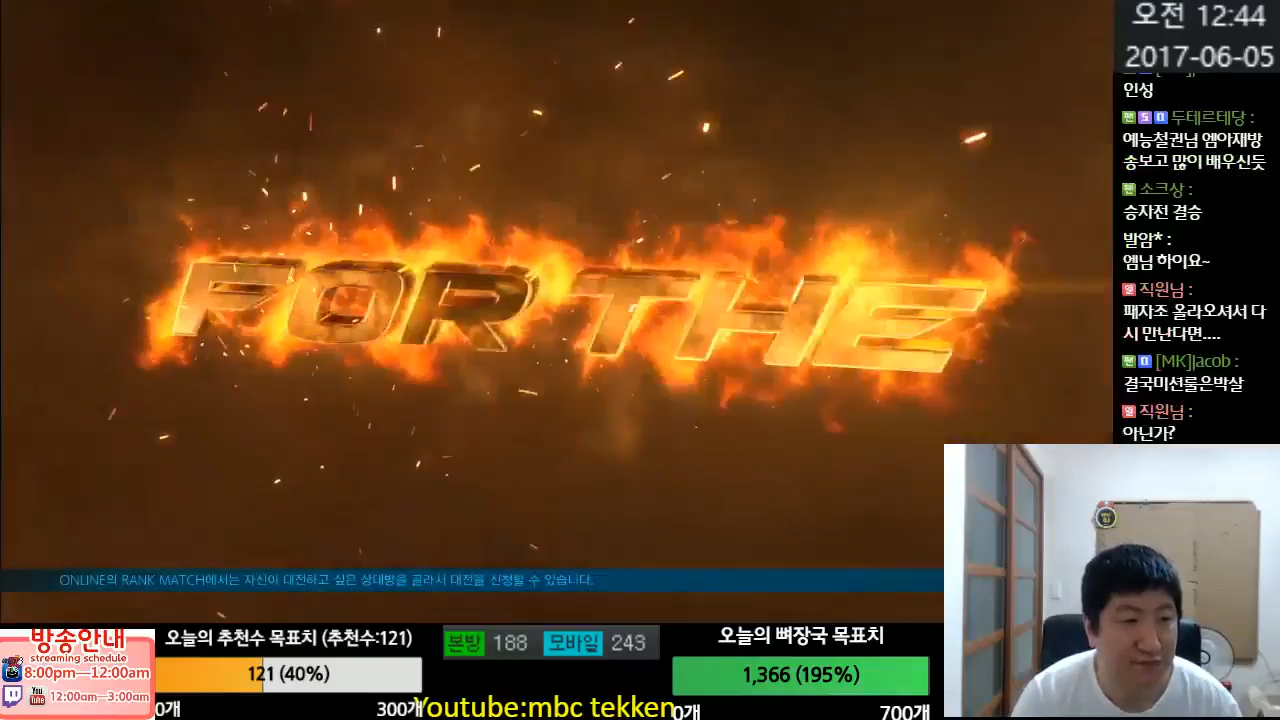 오전 12:44
2017-06-05
인성
팬 5 두테르테당 :
예능철권님 엠아재방
송보고 많이 배우신듯
팬 소크상 :
승자전 결승
발암* :
엠님 하이요~
열 직원님 :
패자조 올라오셔서 다
시 만난다면....
팬 [MK]Jacob :
결국미션룰은박살
열 직원님 :
아닌가?
FOR THE
ONLINE의 RANK MATCH에서는 자신이 대전하고 싶은 상대방을 골라서 대전을 신청할 수 있습니다.
방송안내
streaming schedule
8:00pm—12:00am
You Tube 12:00am—3:00am
오늘의 추천수 목표치 (추천수:121)
121 (40%)
0개 300개
본방 188 모바일 243
Youtube:mbc tekken
오늘의 뼈장국 목표치
1,366 (195%)
0개 700개